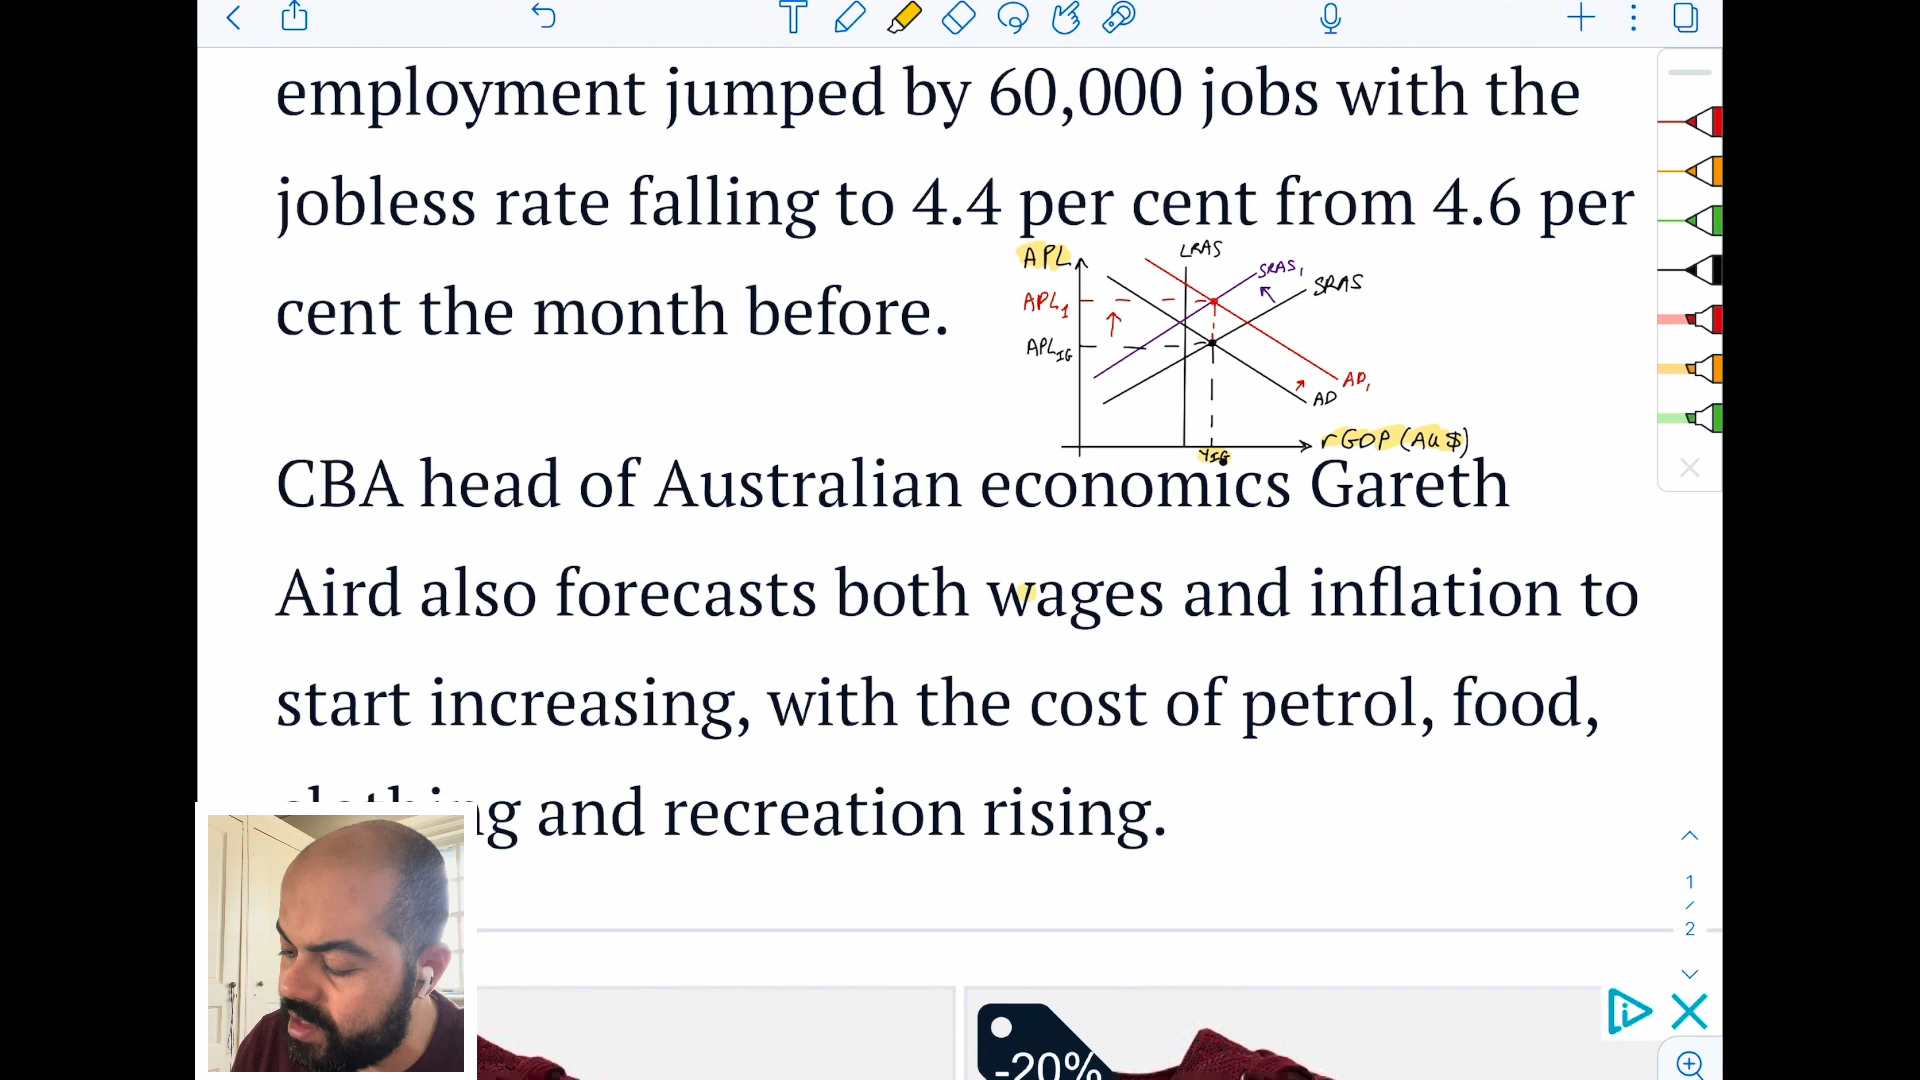 employment jumped by 60,000 jobs with the
jobless rate falling to 4.4 per cent from 4.6 per
cent the month before.
APL
LRAS
SRAS1
SRAS
APL1
APLIG
AD1
AD
rGDP (AU$)
YIG
CBA head of Australian economics Gareth
Aird also forecasts both wages and inflation to
start increasing, with the cost of petrol, food,
and recreation rising.
1
/
2
-20%